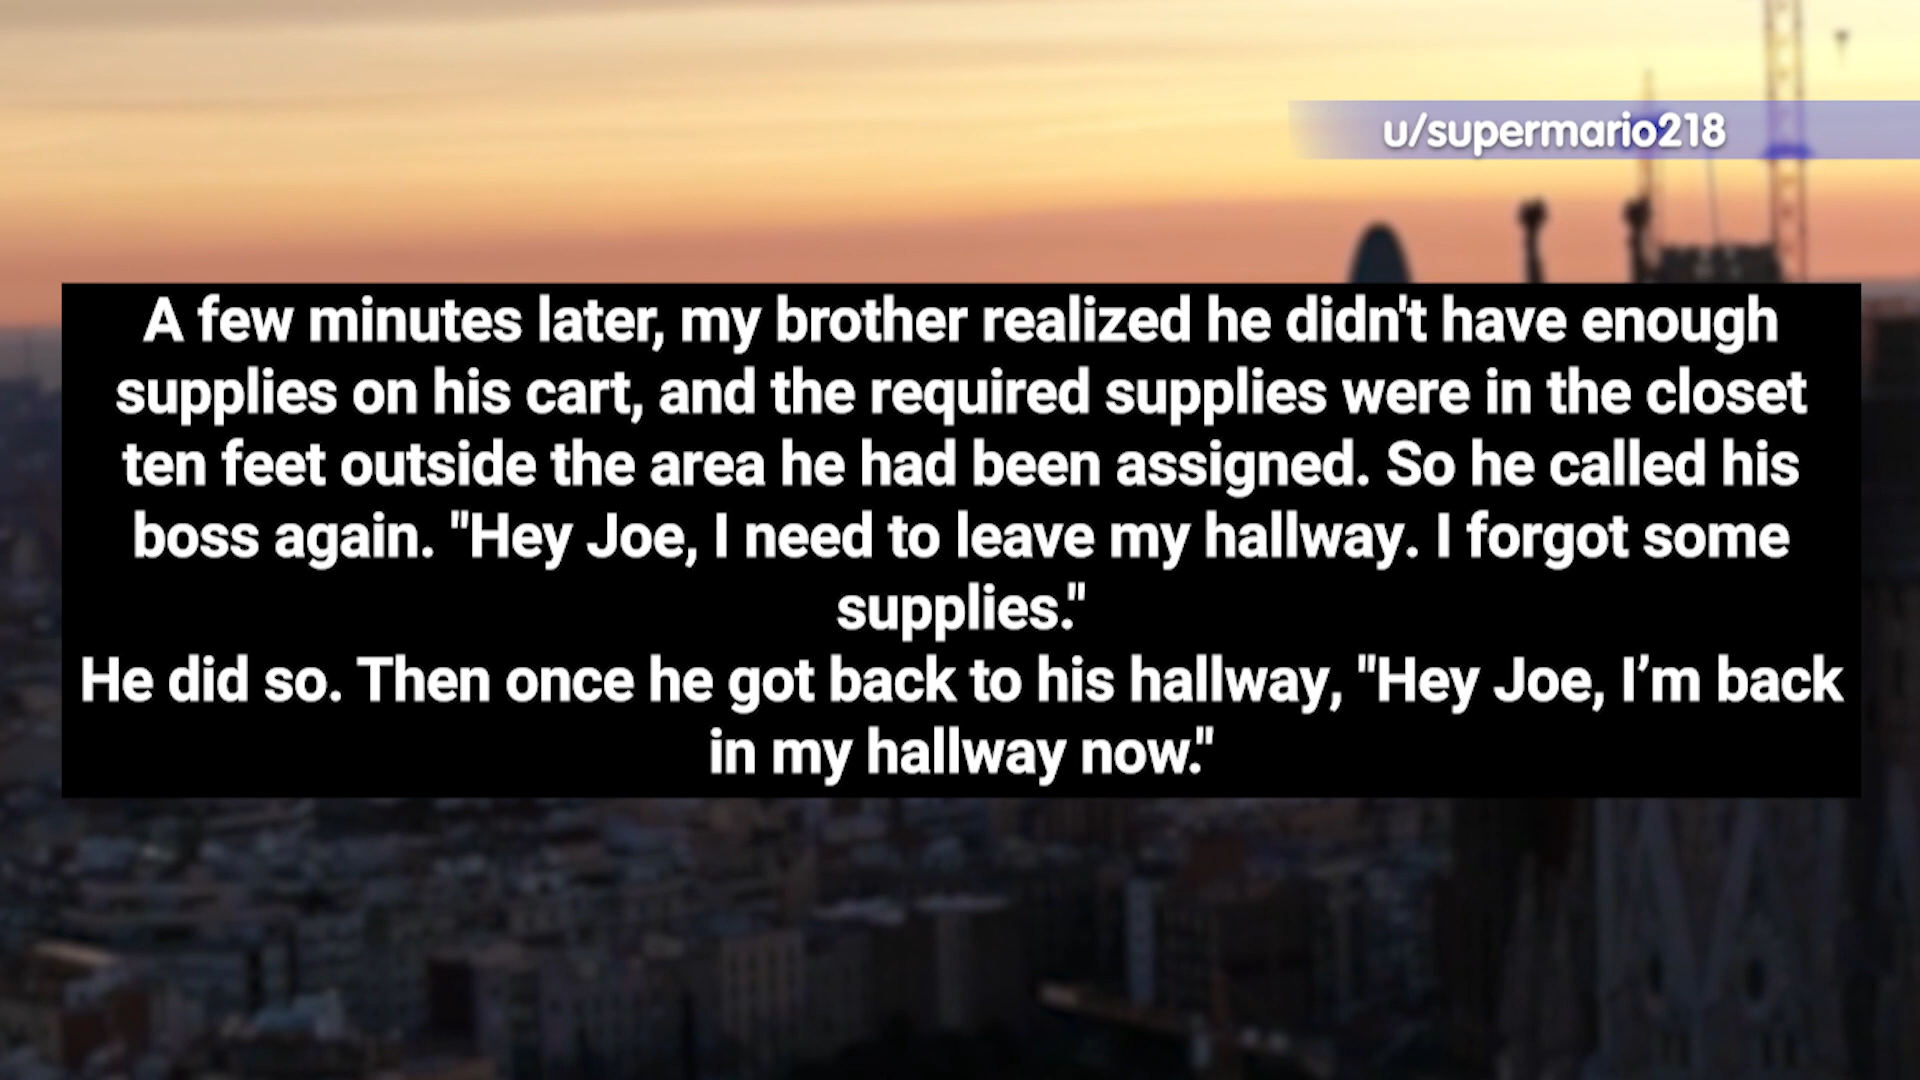 u/supermario218
A few minutes later, my brother realized he didn't have enough
supplies on his cart, and the required supplies were in the closet
ten feet outside the area he had been assigned. So he called his
boss again. "Hey Joe, I need to leave my hallway. I forgot some
supplies."
He did so. Then once he got back to his hallway, "Hey Joe, I’m back
in my hallway now."